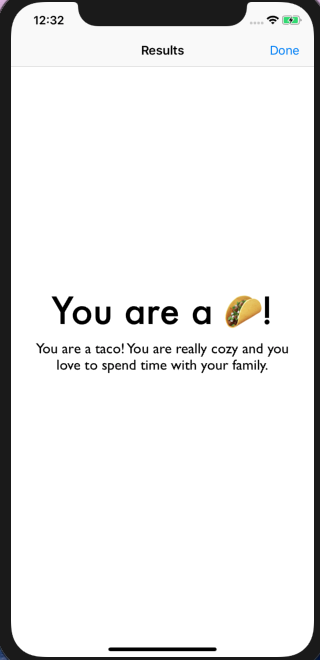 12:32
Results
Done
You are a 🌮!
You are a taco! You are really cozy and you
love to spend time with your family.